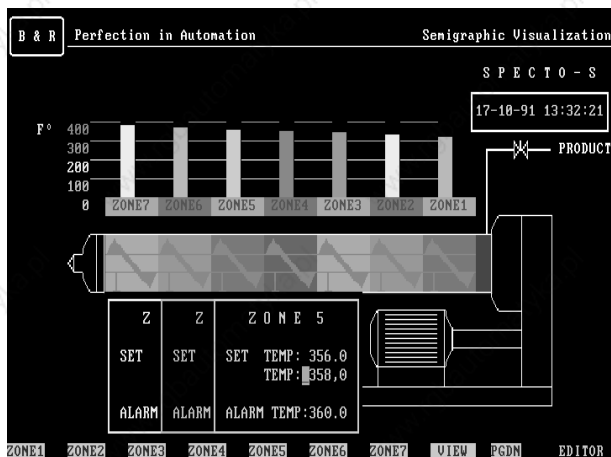 B & R Perfection in Automation Semigraphic Visualization
S P E C T O - S
17-10-91 13:32:21
F° 400
300
200
100
0
PRODUCT
ZONE7 ZONE6 ZONE5 ZONE4 ZONE3 ZONE2 ZONE1
Z Z Z O N E 5
SET SET SET TEMP: 356.0
TEMP: 358,0
ALARM ALARM ALARM TEMP:360.0
ZONE1 ZONE2 ZONE3 ZONE4 ZONE5 ZONE6 ZONE7 VIEW PGDN EDITOR